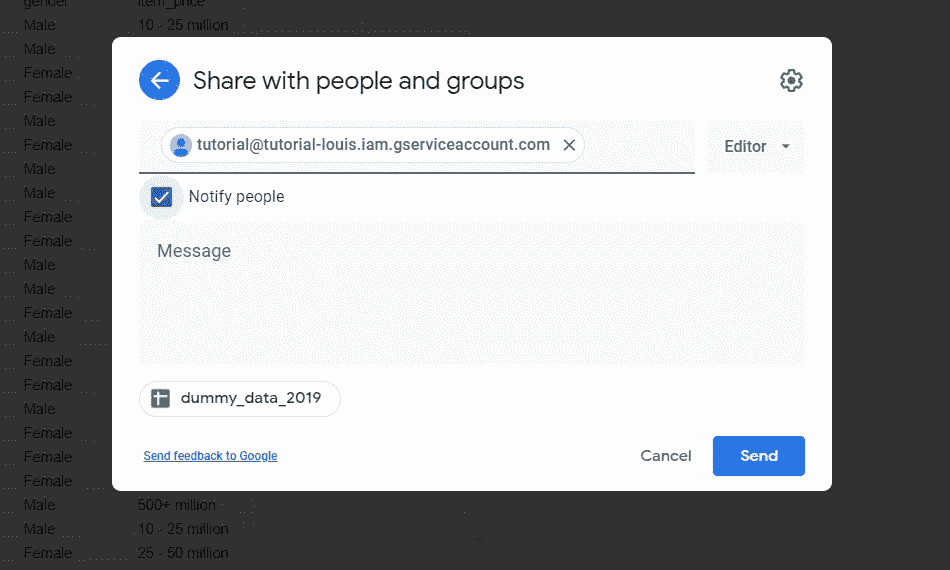 gender item_price
Male 10 - 25 million
Male
Female
Female
Male
Female
Male
Male
Female
Female
Male
Male
Female
Male
Female
Female
Male
Female
Female
Female
Male 500+ million
Male 10 - 25 million
Female 25 - 50 million
Share with people and groups
tutorial@tutorial-louis.iam.gserviceaccount.com
Editor
Notify people
Message
dummy_data_2019
Send feedback to Google
Cancel
Send